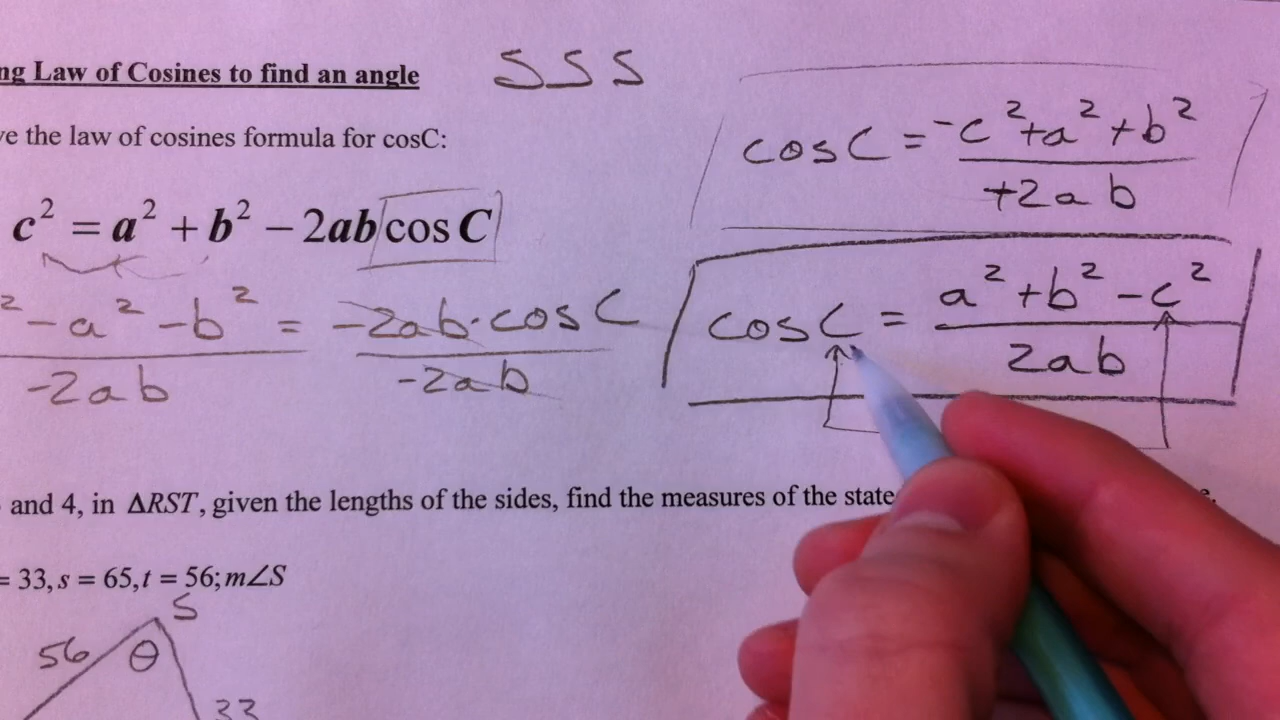 ng Law of Cosines to find an angle SSS
ve the law of cosines formula for cosC:
cosC = -c²+a²+b² / +2ab
c² = a² + b² − 2ab cos C
² -a² -b² / -2ab = -2ab·cosC / -2ab
cosC = a²+b²-c² / 2ab
and 4, in ΔRST, given the lengths of the sides, find the measures of the state
= 33, s = 65, t = 56; m∠S
S
56 θ
33